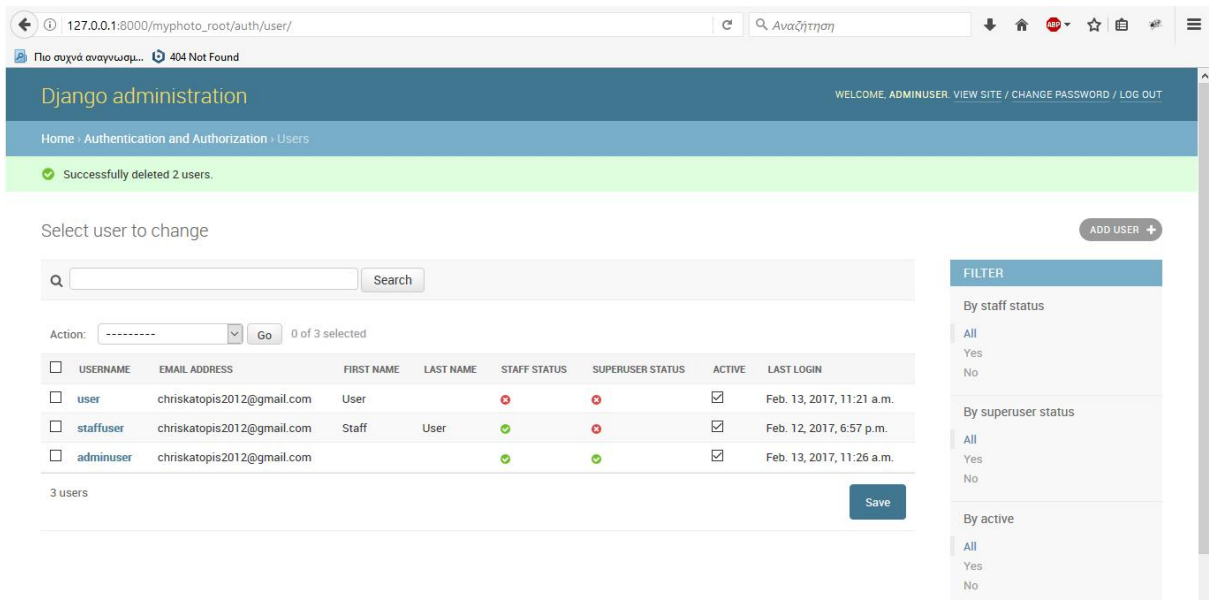 127.0.0.1:8000/myphoto_root/auth/user/
Αναζήτηση
ABP
Πιο συχνά αναγνωσμ...
404 Not Found
Django administration
WELCOME, ADMINUSER. VIEW SITE / CHANGE PASSWORD / LOG OUT
Home › Authentication and Authorization › Users
Successfully deleted 2 users.
Select user to change
ADD USER +
Search
Action: --------- Go 0 of 3 selected
USERNAME EMAIL ADDRESS FIRST NAME LAST NAME STAFF STATUS SUPERUSER STATUS ACTIVE LAST LOGIN
user chriskatopis2012@gmail.com User Feb. 13, 2017, 11:21 a.m.
staffuser chriskatopis2012@gmail.com Staff User Feb. 12, 2017, 6:57 p.m.
adminuser chriskatopis2012@gmail.com Feb. 13, 2017, 11:26 a.m.
3 users
Save
FILTER
By staff status
All
Yes
No
By superuser status
All
Yes
No
By active
All
Yes
No